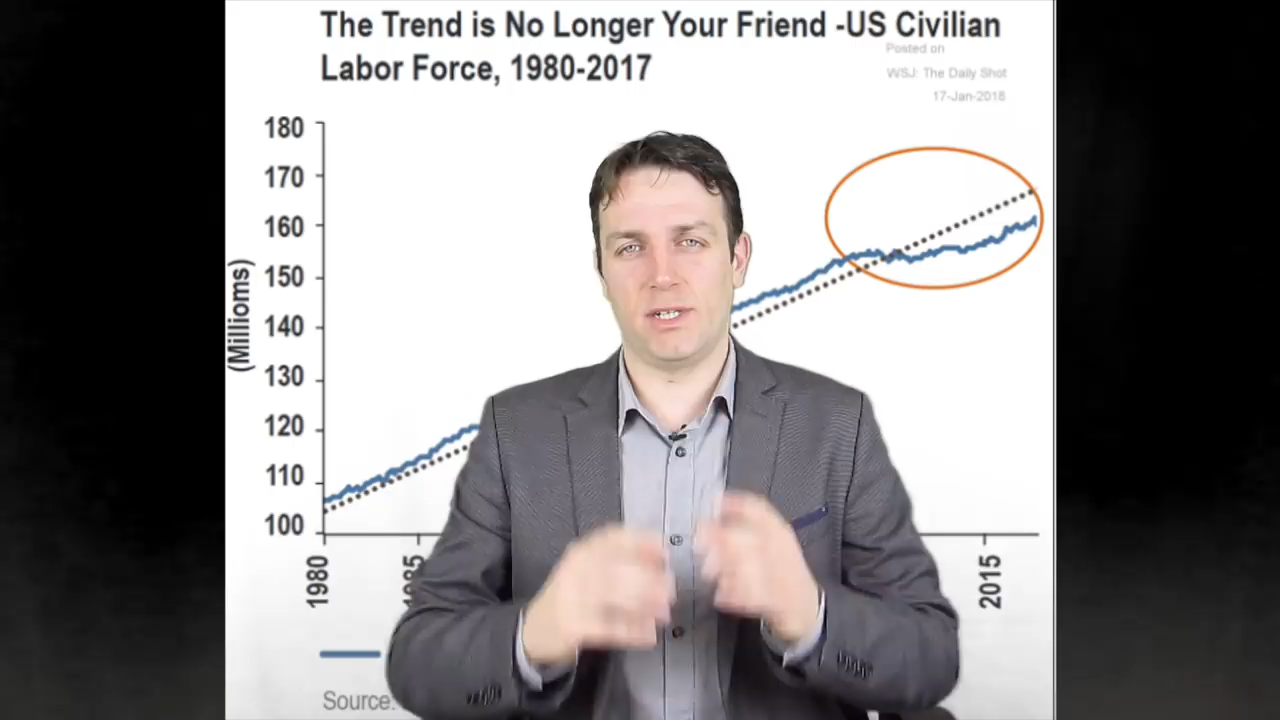 The Trend is No Longer Your Friend -US Civilian
Labor Force, 1980-2017
Posted on
WSJ: The Daily Shot
17-Jan-2018
180
170
160
150
140
130
120
110
100
(Millioms)
1980
2015
Source: